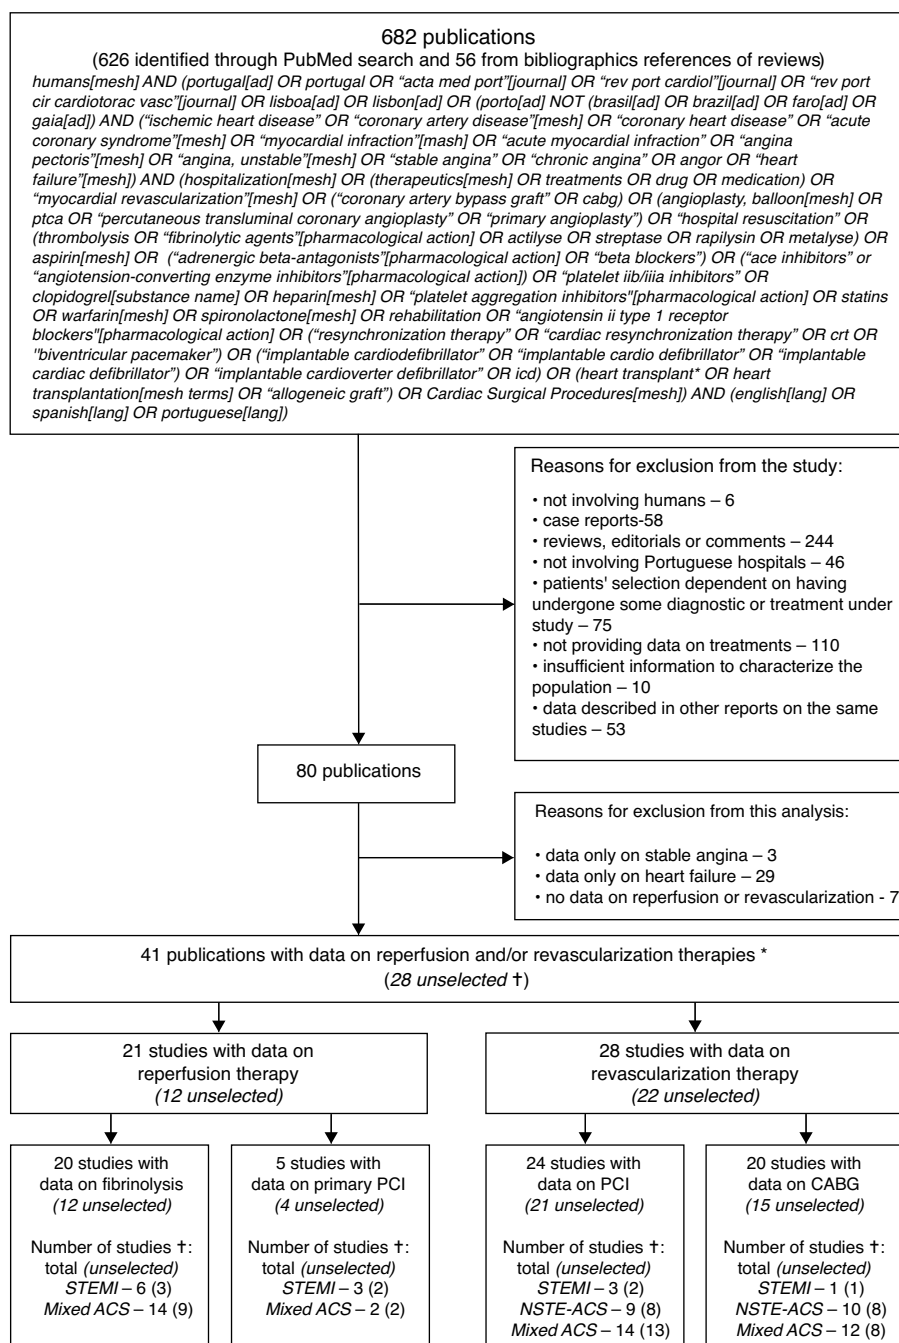 682 publications
(626 identified through PubMed search and 56 from bibliographics references of reviews)
humans[mesh] AND (portugal[ad] OR portugal OR “acta med port”[journal] OR “rev port cardiol”[journal] OR “rev port
cir cardiotorac vasc”[journal] OR lisboa[ad] OR lisbon[ad] OR (porto[ad] NOT (brasil[ad] OR brazil[ad] OR faro[ad] OR
gaia[ad]) AND (“ischemic heart disease” OR “coronary artery disease”[mesh] OR “coronary heart disease” OR “acute
coronary syndrome”[mesh] OR “myocardial infraction”[mash] OR “acute myocardial infraction” OR “angina
pectoris[mesh] OR “angina, unstable”[mesh] OR “stable angina” OR “chronic angina” OR angor OR “heart
failure”[mesh]) AND (hospitalization[mesh] OR (therapeutics[mesh] OR treatments OR drug OR medication) OR
“myocardial revascularization”[mesh] OR (“coronary artery bypass graft” OR cabg) OR (angioplasty, balloon[mesh] OR
ptca OR “percutaneous transluminal coronary angioplasty” OR “primary angioplasty”) OR “hospital resuscitation” OR
(thrombolysis OR “fibrinolytic agents”[pharmacological action] OR actilyse OR streptase OR rapilysin OR metalyse) OR
aspirin[mesh] OR (“adrenergic beta-antagonists”[pharmacological action] OR “beta blockers”) OR (“ace inhibitors” or
“angiotension-converting enzyme inhibitors”[pharmacological action]) OR “platelet iib/iiia inhibitors” OR
clopidogrel[substance name] OR heparin[mesh] OR “platelet aggregation inhibitors"[pharmacological action] OR statins
OR warfarin[mesh] OR spironolactone[mesh] OR rehabilitation OR “angiotensin ii type 1 receptor
blockers"[pharmacological action] OR (“resynchronization therapy” OR “cardiac resynchronization therapy” OR crt OR
"biventricular pacemaker”) OR (“implantable cardiodefibrillator” OR “implantable cardio defibrillator” OR “implantable
cardiac defibrillator”) OR “implantable cardioverter defibrillator” OR icd) OR (heart transplant* OR heart
transplantation[mesh terms] OR “allogeneic graft”) OR Cardiac Surgical Procedures[mesh]) AND (english[lang] OR
spanish[lang] OR portuguese[lang])
Reasons for exclusion from the study:
• not involving humans – 6
• case reports-58
• reviews, editorials or comments – 244
• not involving Portuguese hospitals – 46
• patients' selection dependent on having
undergone some diagnostic or treatment under
study – 75
• not providing data on treatments – 110
• insufficient information to characterize the
population – 10
• data described in other reports on the same
studies – 53
80 publications
Reasons for exclusion from this analysis:
• data only on stable angina – 3
• data only on heart failure – 29
• no data on reperfusion or revascularization - 7
41 publications with data on reperfusion and/or revascularization therapies *
(28 unselected †)
21 studies with data on
reperfusion therapy
(12 unselected)
28 studies with data on
revascularization therapy
(22 unselected)
20 studies with
data on fibrinolysis
(12 unselected)
Number of studies †:
total (unselected)
STEMI – 6 (3)
Mixed ACS – 14 (9)
5 studies with
data on primary PCI
(4 unselected)
Number of studies †:
total (unselected)
STEMI – 3 (2)
Mixed ACS – 2 (2)
24 studies with
data on PCI
(21 unselected)
Number of studies †:
total (unselected)
STEMI – 3 (2)
NSTE-ACS – 9 (8)
Mixed ACS – 14 (13)
20 studies with
data on CABG
(15 unselected)
Number of studies †:
total (unselected)
STEMI – 1 (1)
NSTE-ACS – 10 (8)
Mixed ACS – 12 (8)